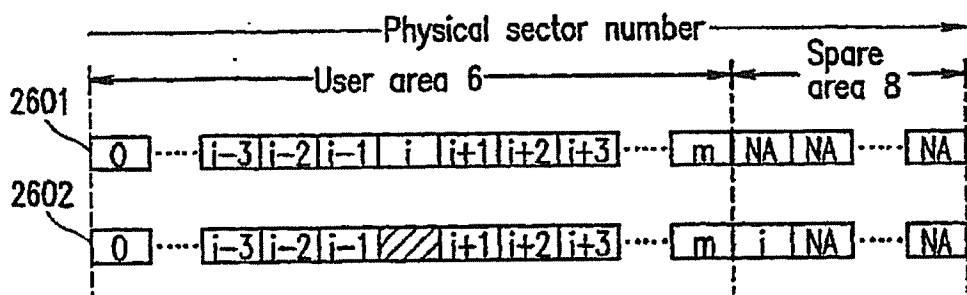 Physical sector number
User area 6
Spare area 8
2601
0 i-3 i-2 i-1 i i+1 i+2 i+3 m NA NA NA
2602
0 i-3 i-2 i-1 i+1 i+2 i+3 m i NA NA